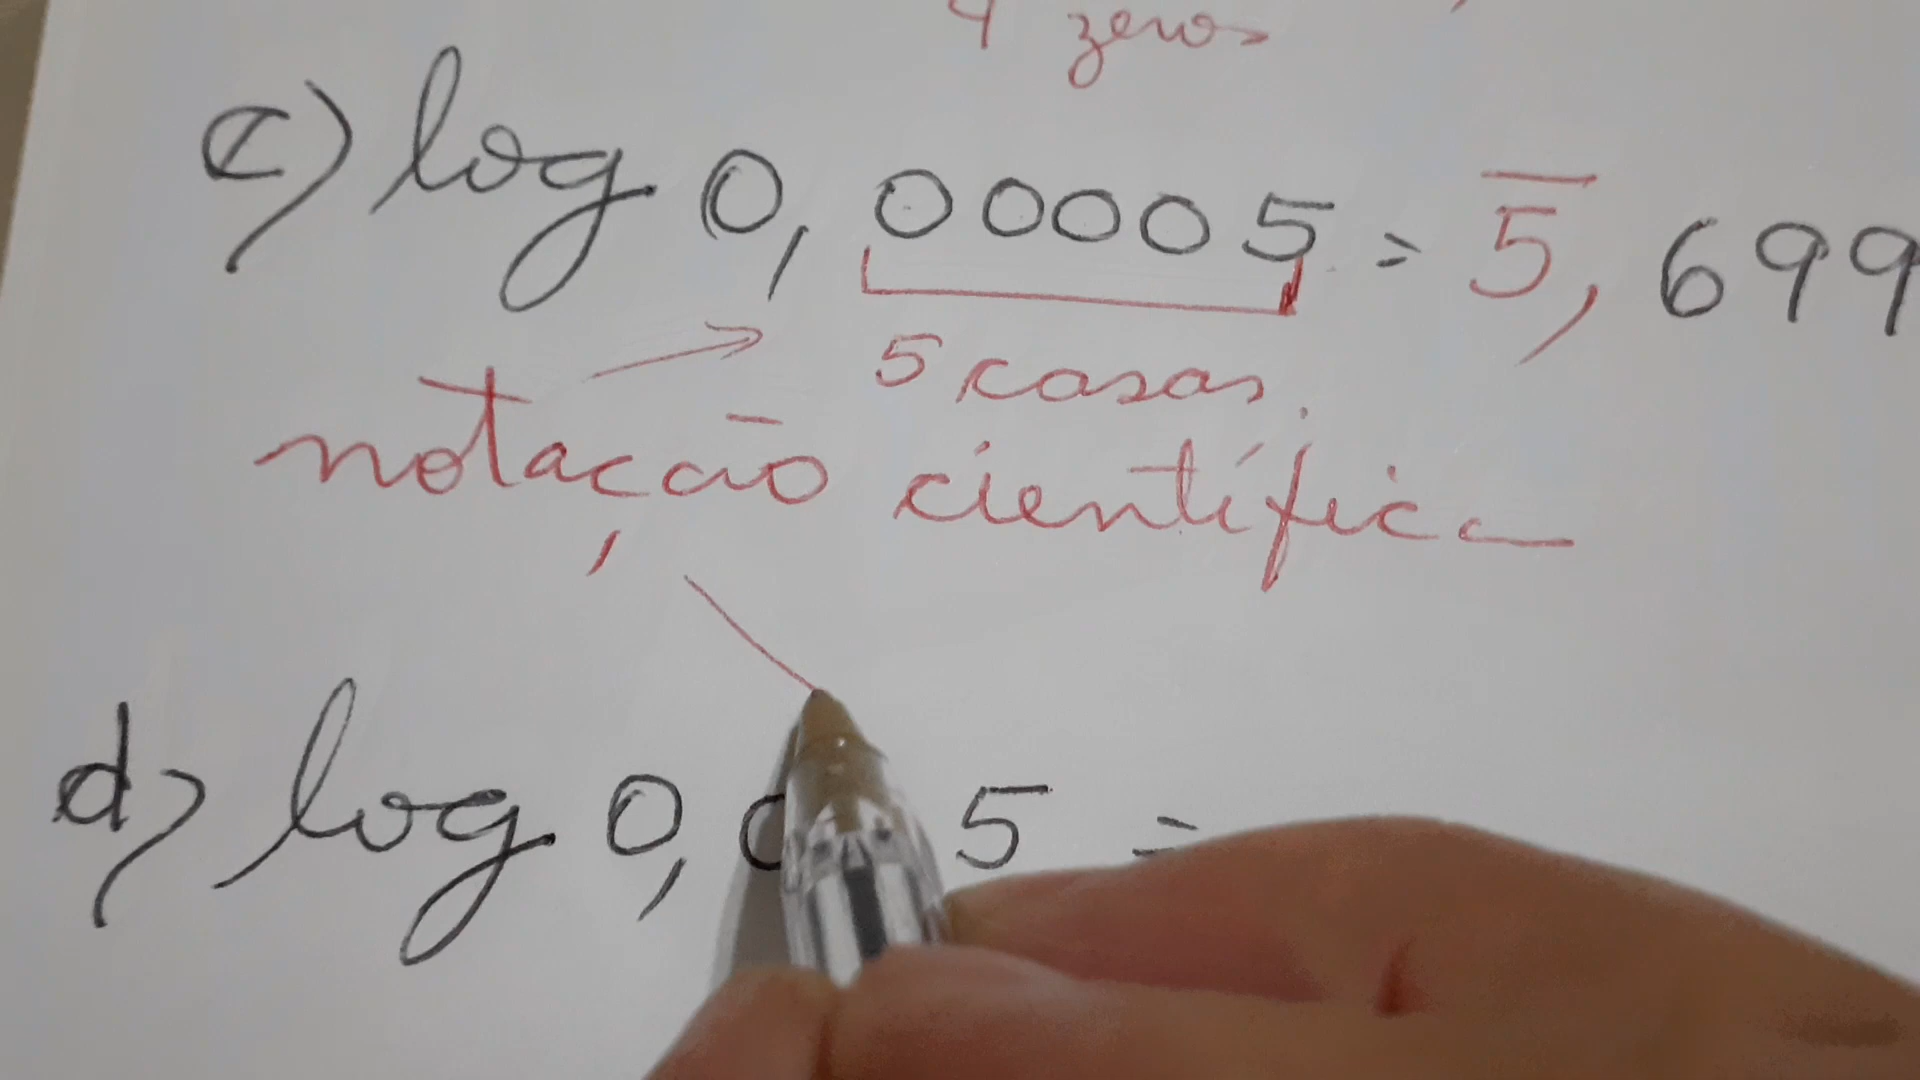 4 zeros
c) log 0,00005 = 5̅,699
5 casas
notação científica
d) log 0, 5 =